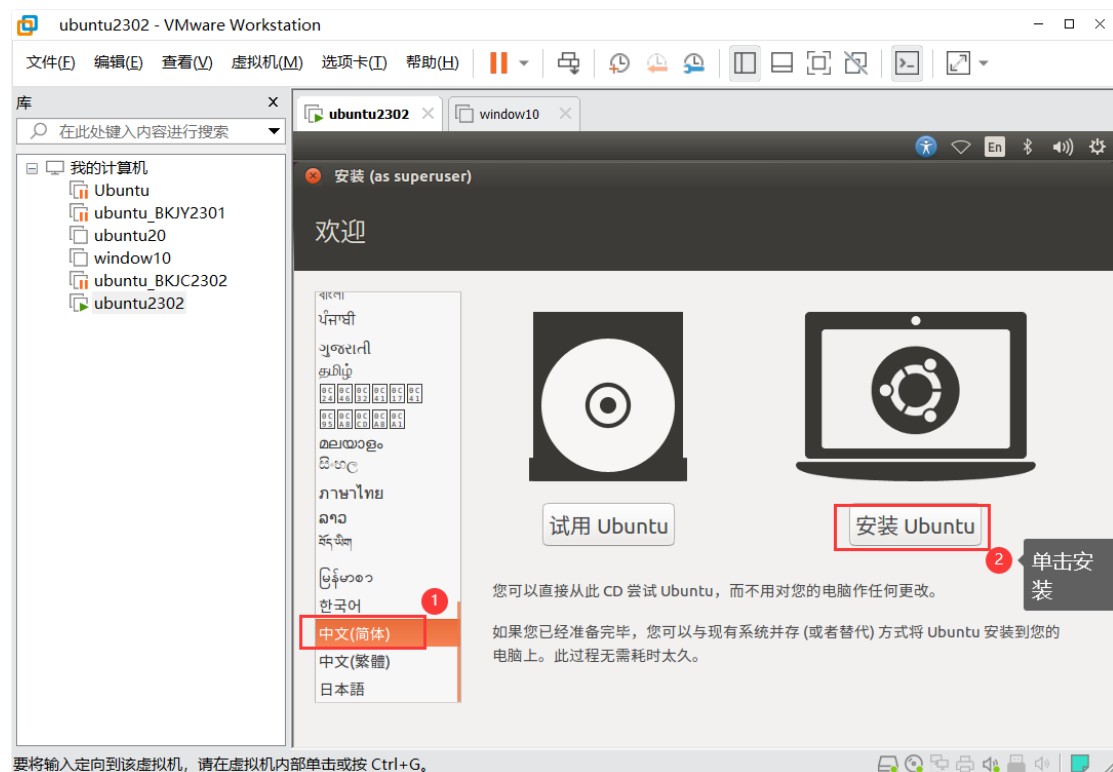 ubuntu2302 - VMware Workstation
文件(F) 编辑(E) 查看(V) 虚拟机(M) 选项卡(T) 帮助(H)
库
在此处键入内容进行搜索
我的计算机
Ubuntu
ubuntu_BKJY2301
ubuntu20
window10
ubuntu_BKJC2302
ubuntu2302
ubuntu2302 window10
En
安装 (as superuser)
欢迎
ਪੰਜਾਬੀ
ગુજરાતી
தமிழ்
മലയാളം
සිංහල
ภาษาไทย
ລາວ
མྱན་མ
한국어
1
中文(简体)
中文(繁體)
日本語
试用 Ubuntu
安装 Ubuntu
2
单击安
装
您可以直接从此 CD 尝试 Ubuntu，而不用对您的电脑作任何更改。
如果您已经准备完毕，您可以与现有系统并存 (或者替代) 方式将 Ubuntu 安装到您的
电脑上。此过程无需耗时太久。
要将输入定向到该虚拟机，请在虚拟机内部单击或按 Ctrl+G。